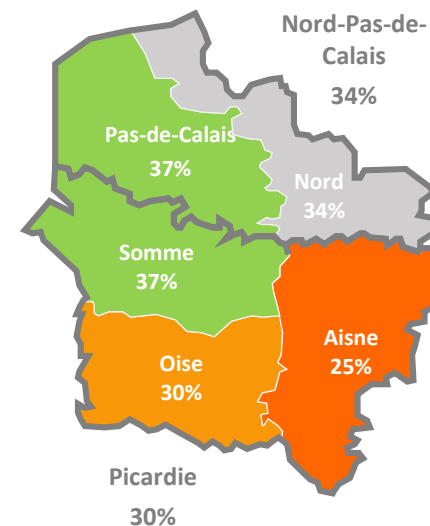 Nord-Pas-de-
Calais
34%
Pas-de-Calais
37%
Nord
34%
Somme
37%
Aisne
25%
Oise
30%
Picardie
30%